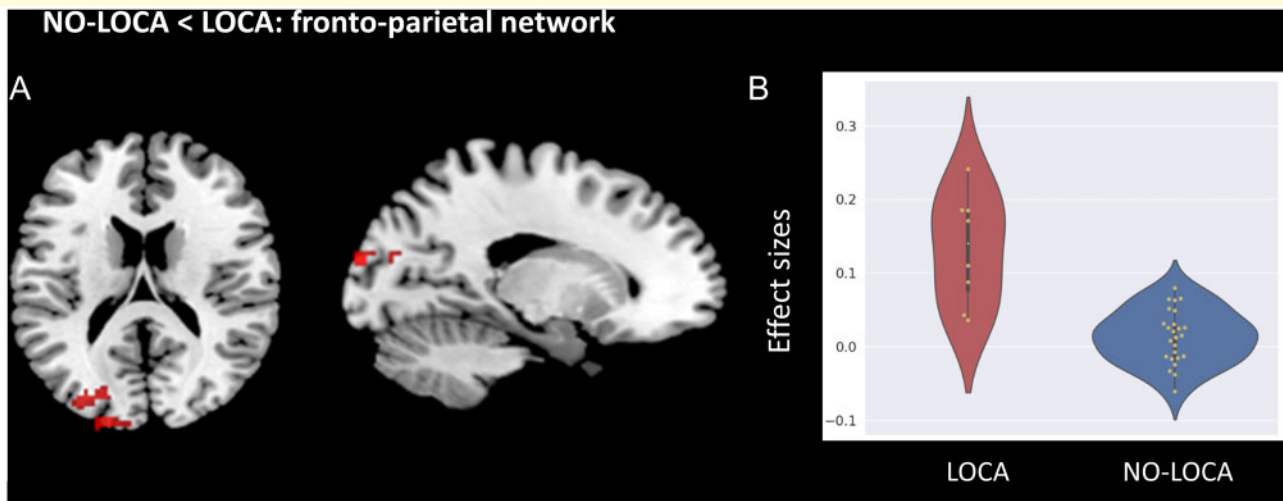 NO-LOCA < LOCA: fronto-parietal network
A
B
Effect sizes
0.3
0.2
0.1
0.0
−0.1
LOCA
NO-LOCA